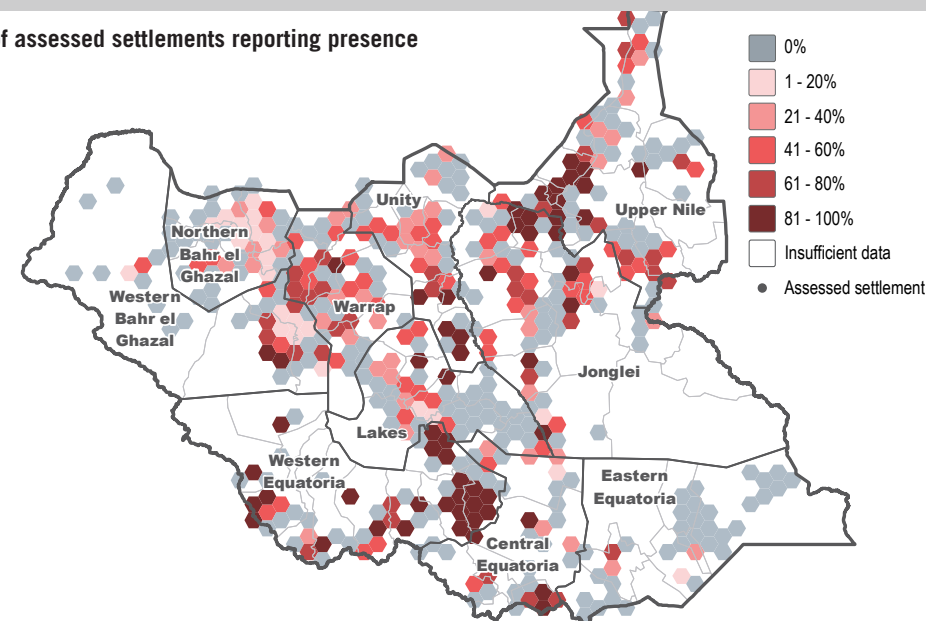 f assessed settlements reporting presence
0%
1 - 20%
21 - 40%
41 - 60%
61 - 80%
81 - 100%
Insufficient data
Assessed settlement
Unity
Upper Nile
Northern
Bahr el
Ghazal
Western
Bahr el
Ghazal
Warrap
Jonglei
Lakes
Western
Equatoria
Eastern
Equatoria
Central
Equatoria